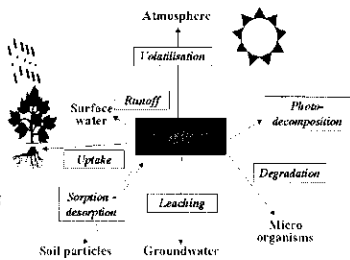 Atmosphere
Volatilisation
Runoff
Surface
water
Photo-
decomposition
Uptake
Degradation
Sorption -
desorption
Leaching
Micro
organisms
Soil particles
Groundwater